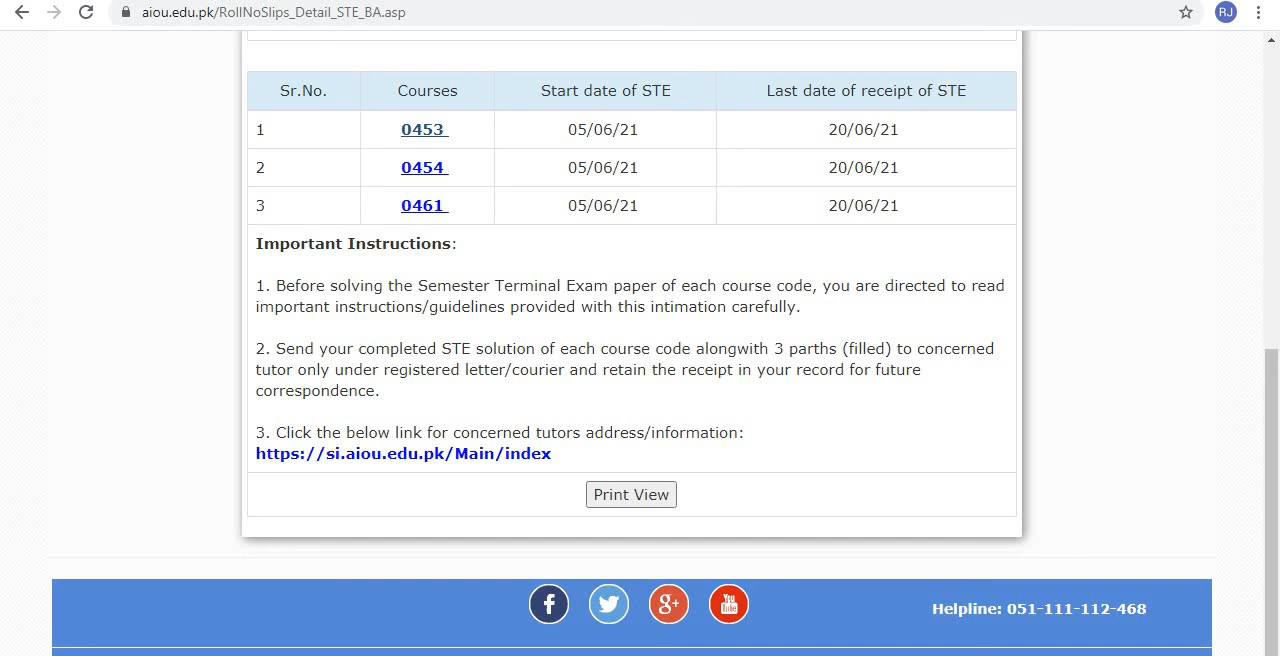 aiou.edu.pk/RollNoSlips_Detail_STE_BA.asp
RJ
Sr.No. Courses Start date of STE Last date of receipt of STE
1 0453 05/06/21 20/06/21
2 0454 05/06/21 20/06/21
3 0461 05/06/21 20/06/21
Important Instructions:
1. Before solving the Semester Terminal Exam paper of each course code, you are directed to read
important instructions/guidelines provided with this intimation carefully.
2. Send your completed STE solution of each course code alongwith 3 parths (filled) to concerned
tutor only under registered letter/courier and retain the receipt in your record for future
correspondence.
3. Click the below link for concerned tutors address/information:
https://si.aiou.edu.pk/Main/index
Print View
f g+ You Tube Helpline: 051-111-112-468